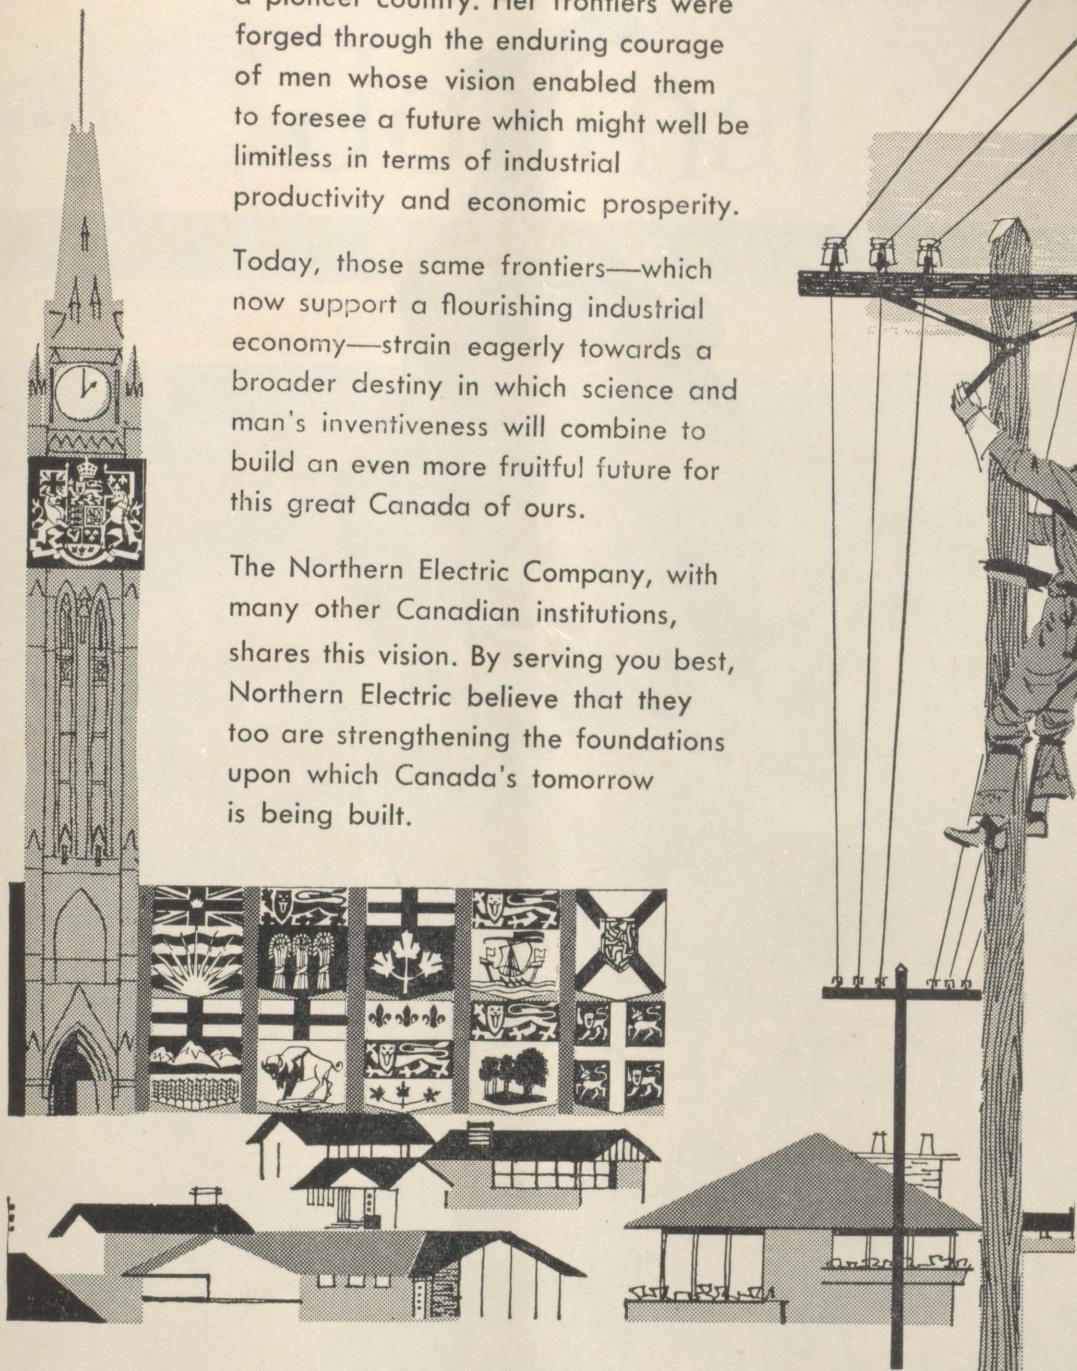 a pioneer country. Her frontiers were
forged through the enduring courage
of men whose vision enabled them
to foresee a future which might well be
limitless in terms of industrial
productivity and economic prosperity.
Today, those same frontiers—which
now support a flourishing industrial
economy—strain eagerly towards a
broader destiny in which science and
man's inventiveness will combine to
build an even more fruitful future for
this great Canada of ours.
The Northern Electric Company, with
many other Canadian institutions,
shares this vision. By serving you best,
Northern Electric believe that they
too are strengthening the foundations
upon which Canada's tomorrow
is being built.